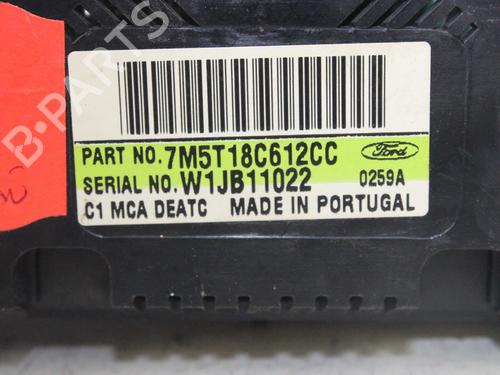 PART NO. 7M5T18C612CC
Ford
SERIAL NO. W1JB11022 0259A
C1 MCA DEATC MADE IN PORTUGAL
B-PARTS